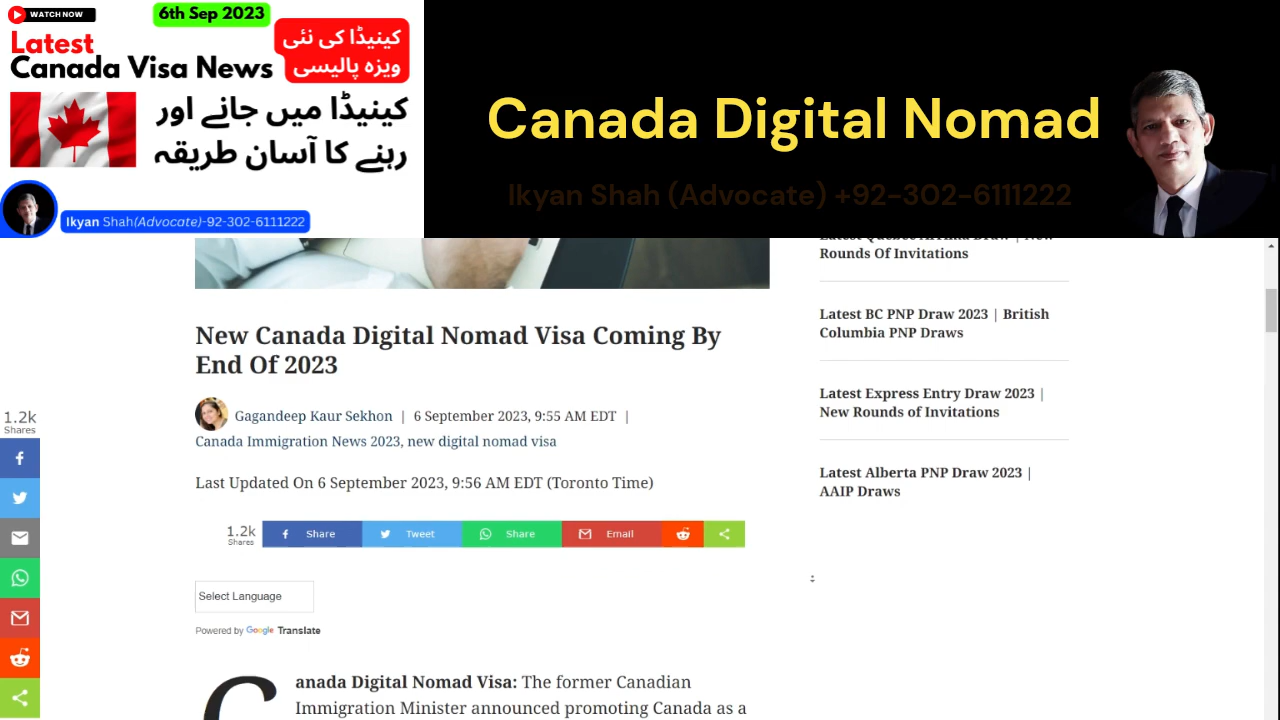 WATCH NOW
6th Sep 2023
Latest
Canada Visa News
کینیڈا کی نئی
ویزہ پالیسی
کینیڈا میں جانے اور
رہنے کا آسان طریقہ
Ikyan Shah(Advocate)-92-302-6111222
Canada Digital Nomad
Ikyan Shah (Advocate) +92-302-6111222
New Canada Digital Nomad Visa Coming By
End Of 2023
Gagandeep Kaur Sekhon | 6 September 2023, 9:55 AM EDT |
Canada Immigration News 2023, new digital nomad visa
Last Updated On 6 September 2023, 9:56 AM EDT (Toronto Time)
1.2k
Shares
1.2k
Shares
Share
Tweet
Share
Email
Select Language
Powered by Google Translate
Canada Digital Nomad Visa: The former Canadian
Immigration Minister announced promoting Canada as a
Rounds Of Invitations
Latest BC PNP Draw 2023 | British
Columbia PNP Draws
Latest Express Entry Draw 2023 |
New Rounds of Invitations
Latest Alberta PNP Draw 2023 |
AAIP Draws